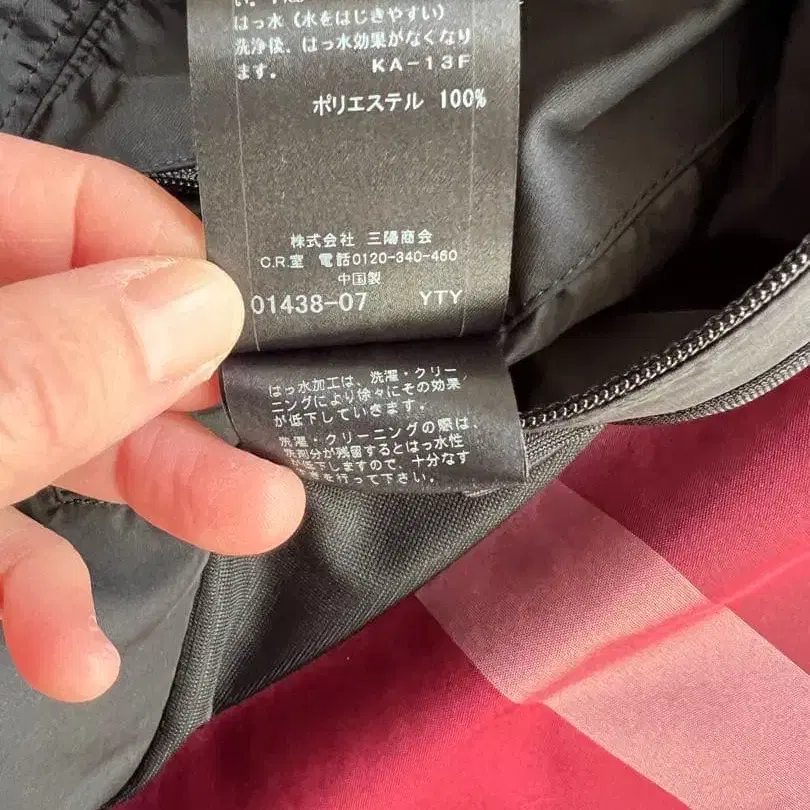 はっ水（水をはじきやすい）
洗浄後、はっ水効果がなくなり
ます。 KA-13F
ポリエステル 100%
株式会社 三陽商会
C.R.室 電話0120-340-460
中国製
01438-07 YTY
はっ水加工は、洗濯・クリー
ニングにより徐々にその効果
が低下していきます。
洗濯・クリーニングの際は、
洗剤分が残留するとはっ水性
が低下しますので、十分なす
を行って下さい。